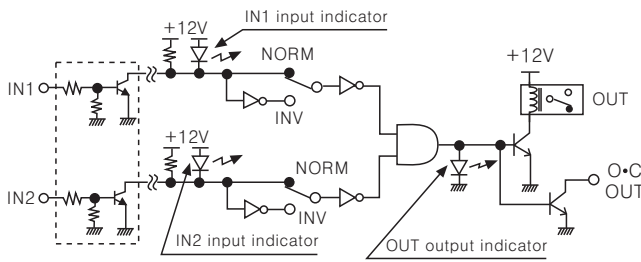 +12V
IN1 input indicator
NORM
+12V
IN1
OUT
INV
+12V
NORM
O•C
OUT
IN2
INV
IN2 input indicator
OUT output indicator